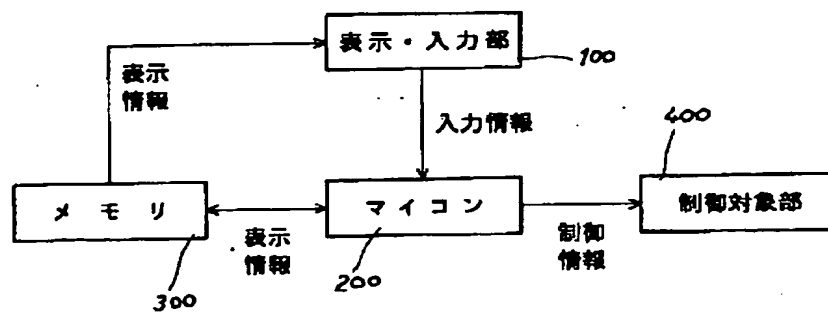 表示・入力部
100
表示
情報
入力情報
400
メモリ
マイコン
制御対象部
表示
情報
制御
情報
300
200